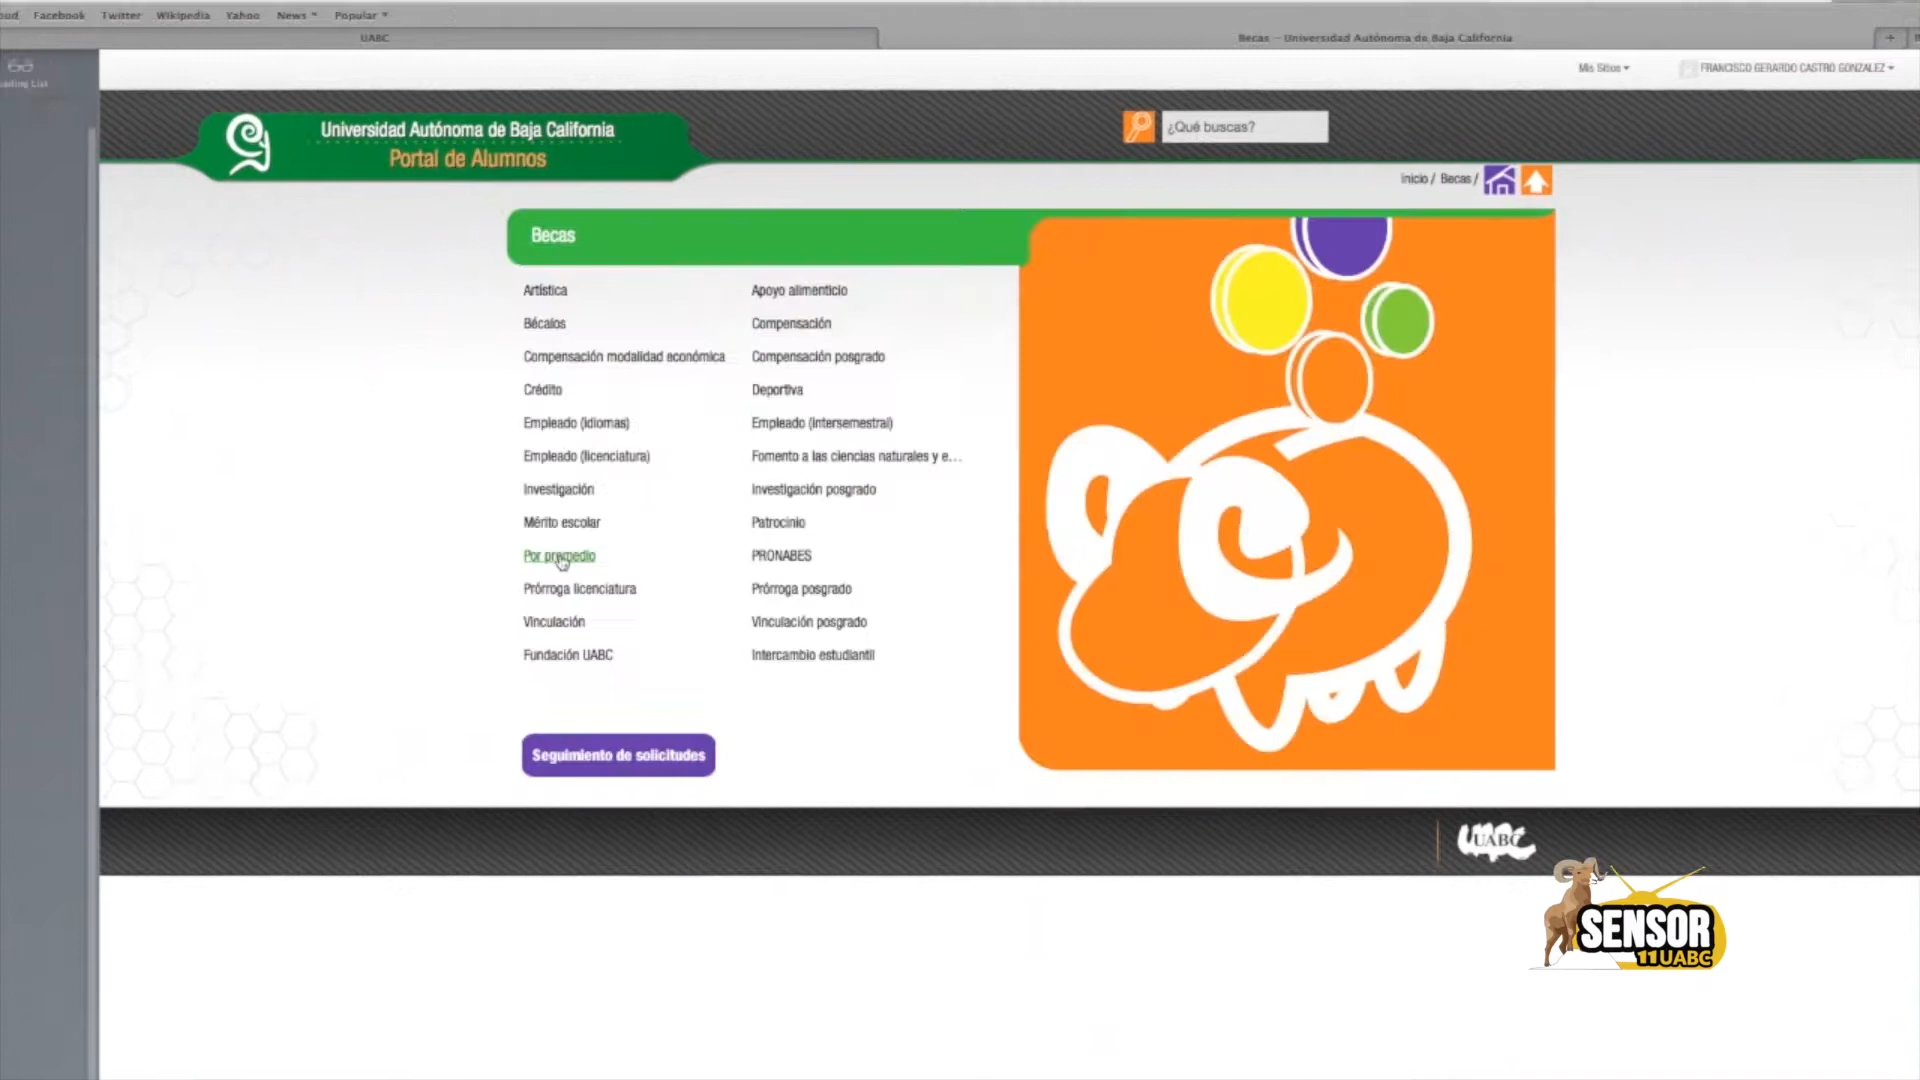 Facebook Twitter Wikipedia Yahoo News Popular
UABC
Becas – Universidad Autónoma de Baja California
Mis Sitios
FRANCISCO GERARDO CASTRO GONZALEZ
Universidad Autónoma de Baja California
Portal de Alumnos
¿Qué buscas?
Inicio / Becas /
Becas
Artística
Apoyo alimenticio
Bécalos
Compensación
Compensación modalidad económica
Compensación posgrado
Crédito
Deportiva
Empleado (idiomas)
Empleado (intersemestral)
Empleado (licenciatura)
Fomento a las ciencias naturales y e...
Investigación
Investigación posgrado
Mérito escolar
Patrocinio
Por promedio
PRONABES
Prórroga licenciatura
Prórroga posgrado
Vinculación
Vinculación posgrado
Fundación UABC
Intercambio estudiantil
Seguimiento de solicitudes
UABC
SENSOR
11UABC